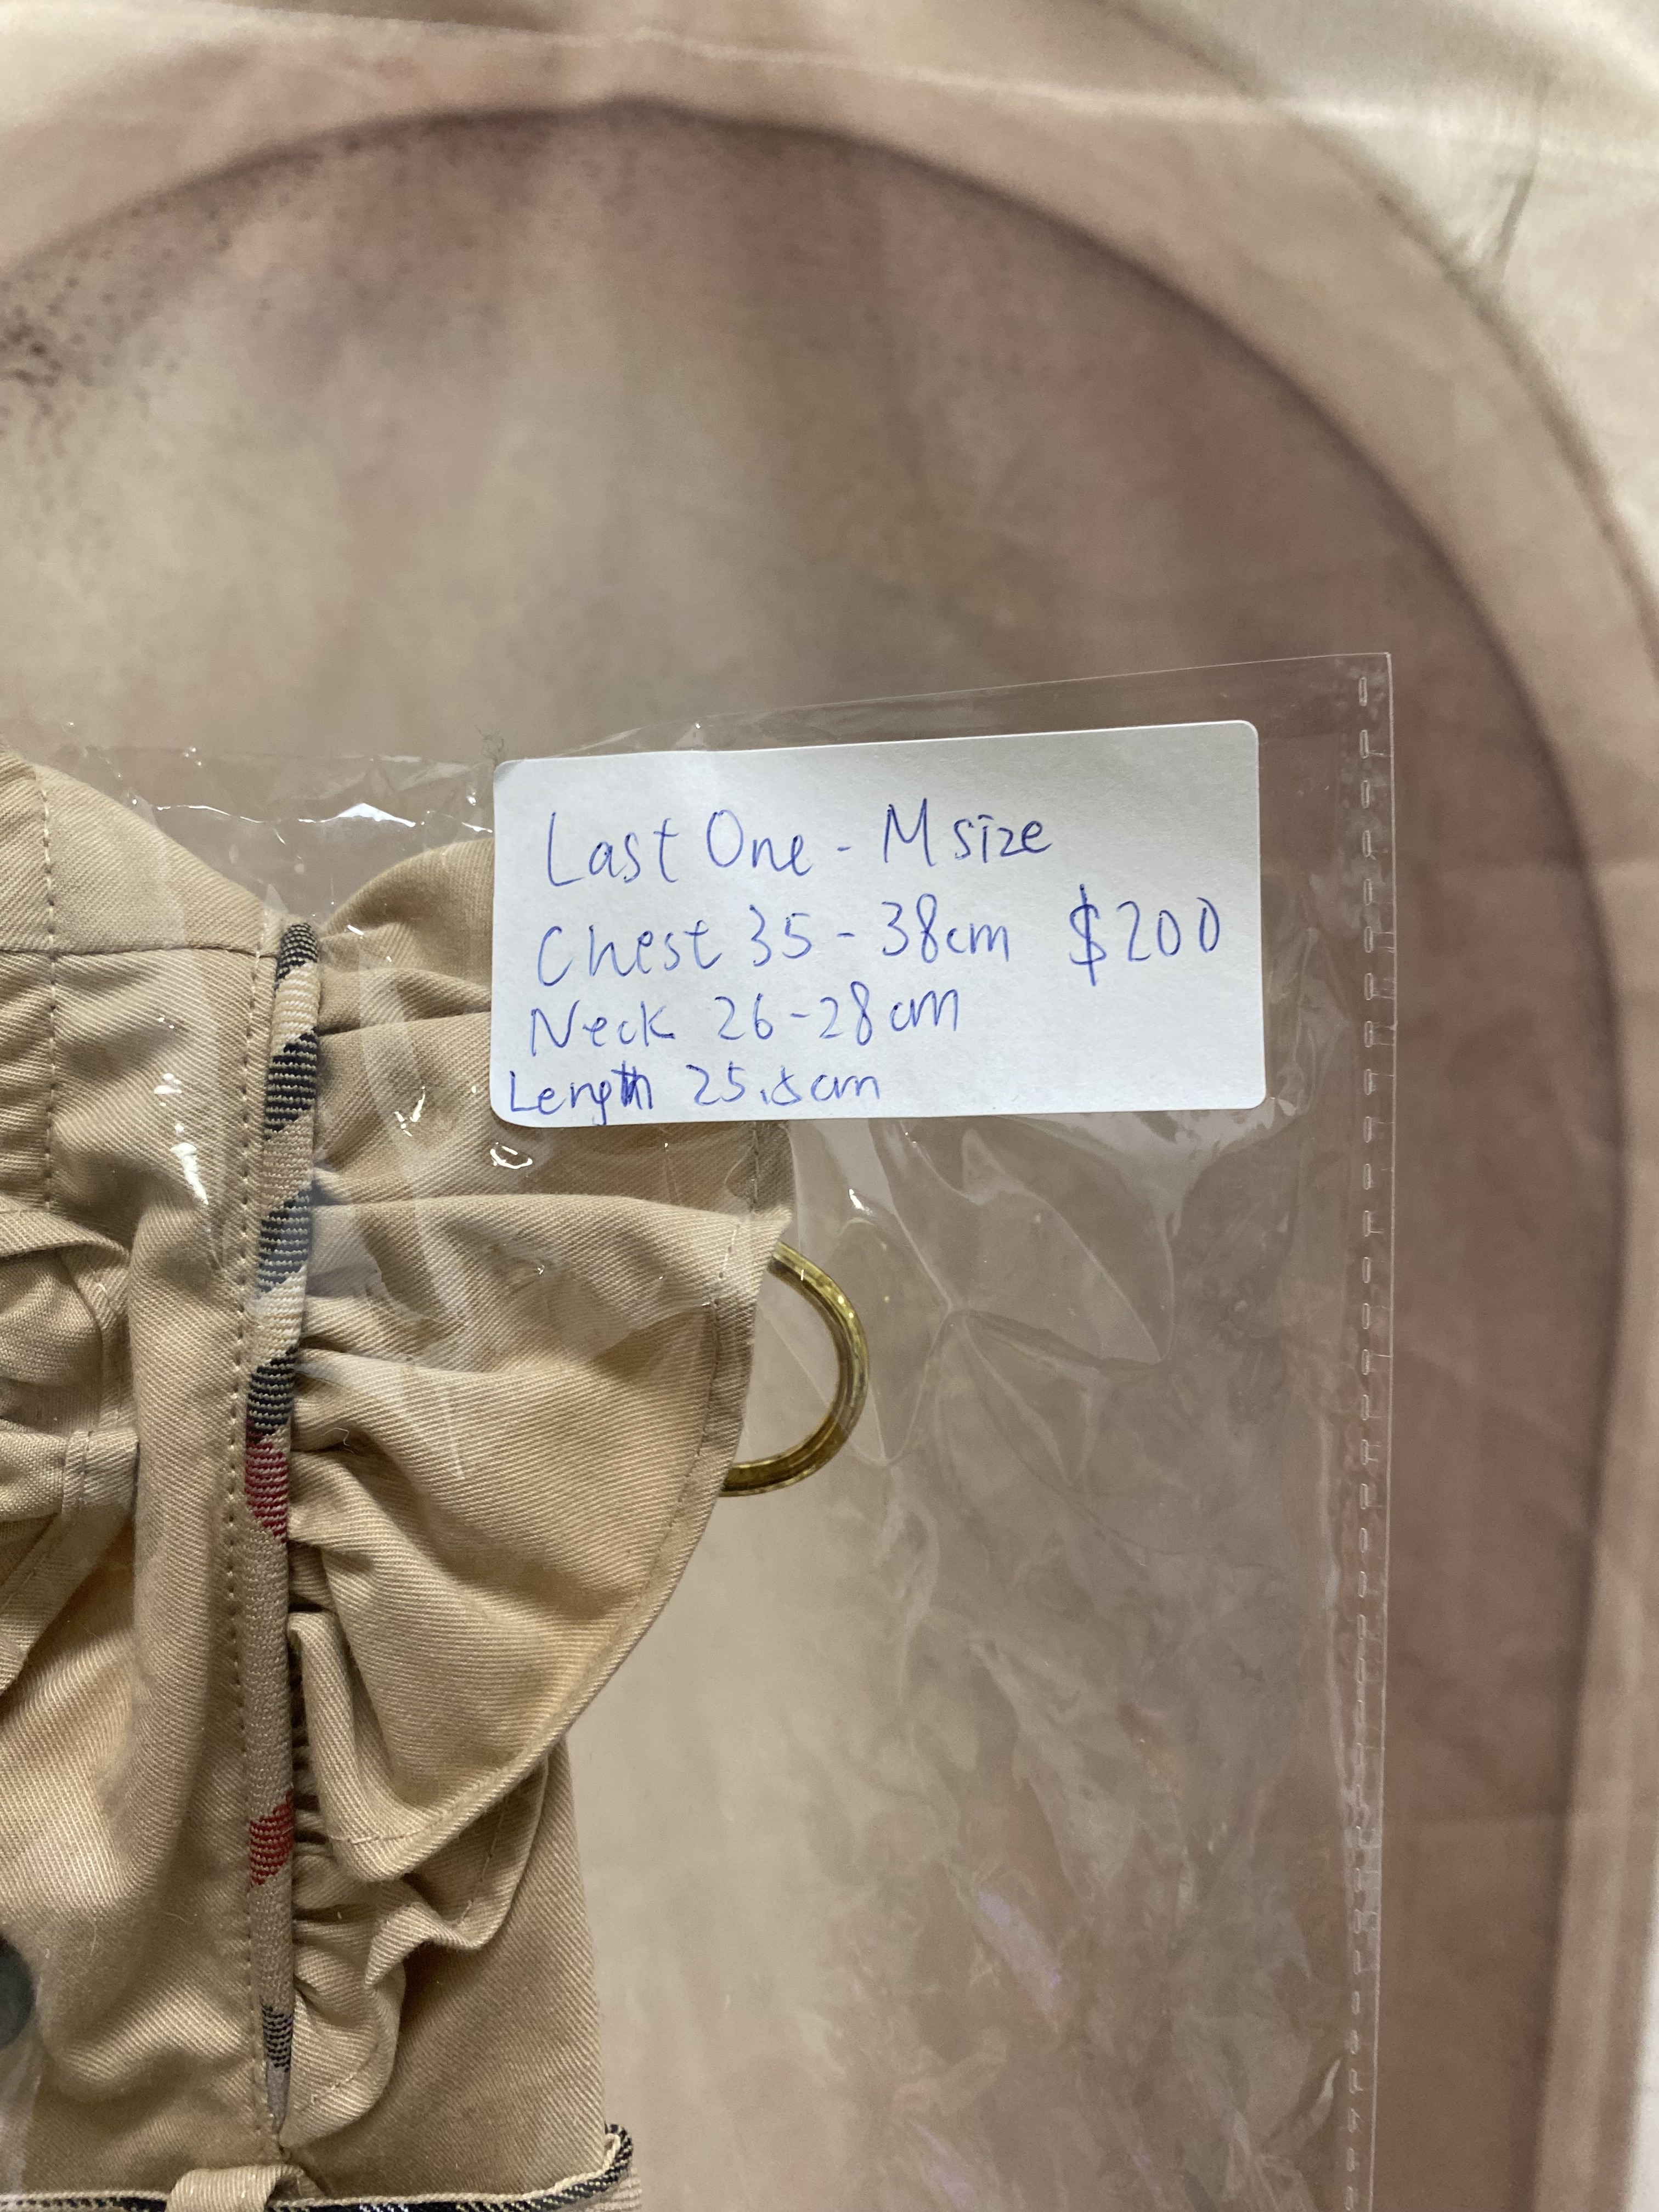 Last One - M size
Chest 35 - 38cm $200
Neck 26-28cm
Length 25.5cm